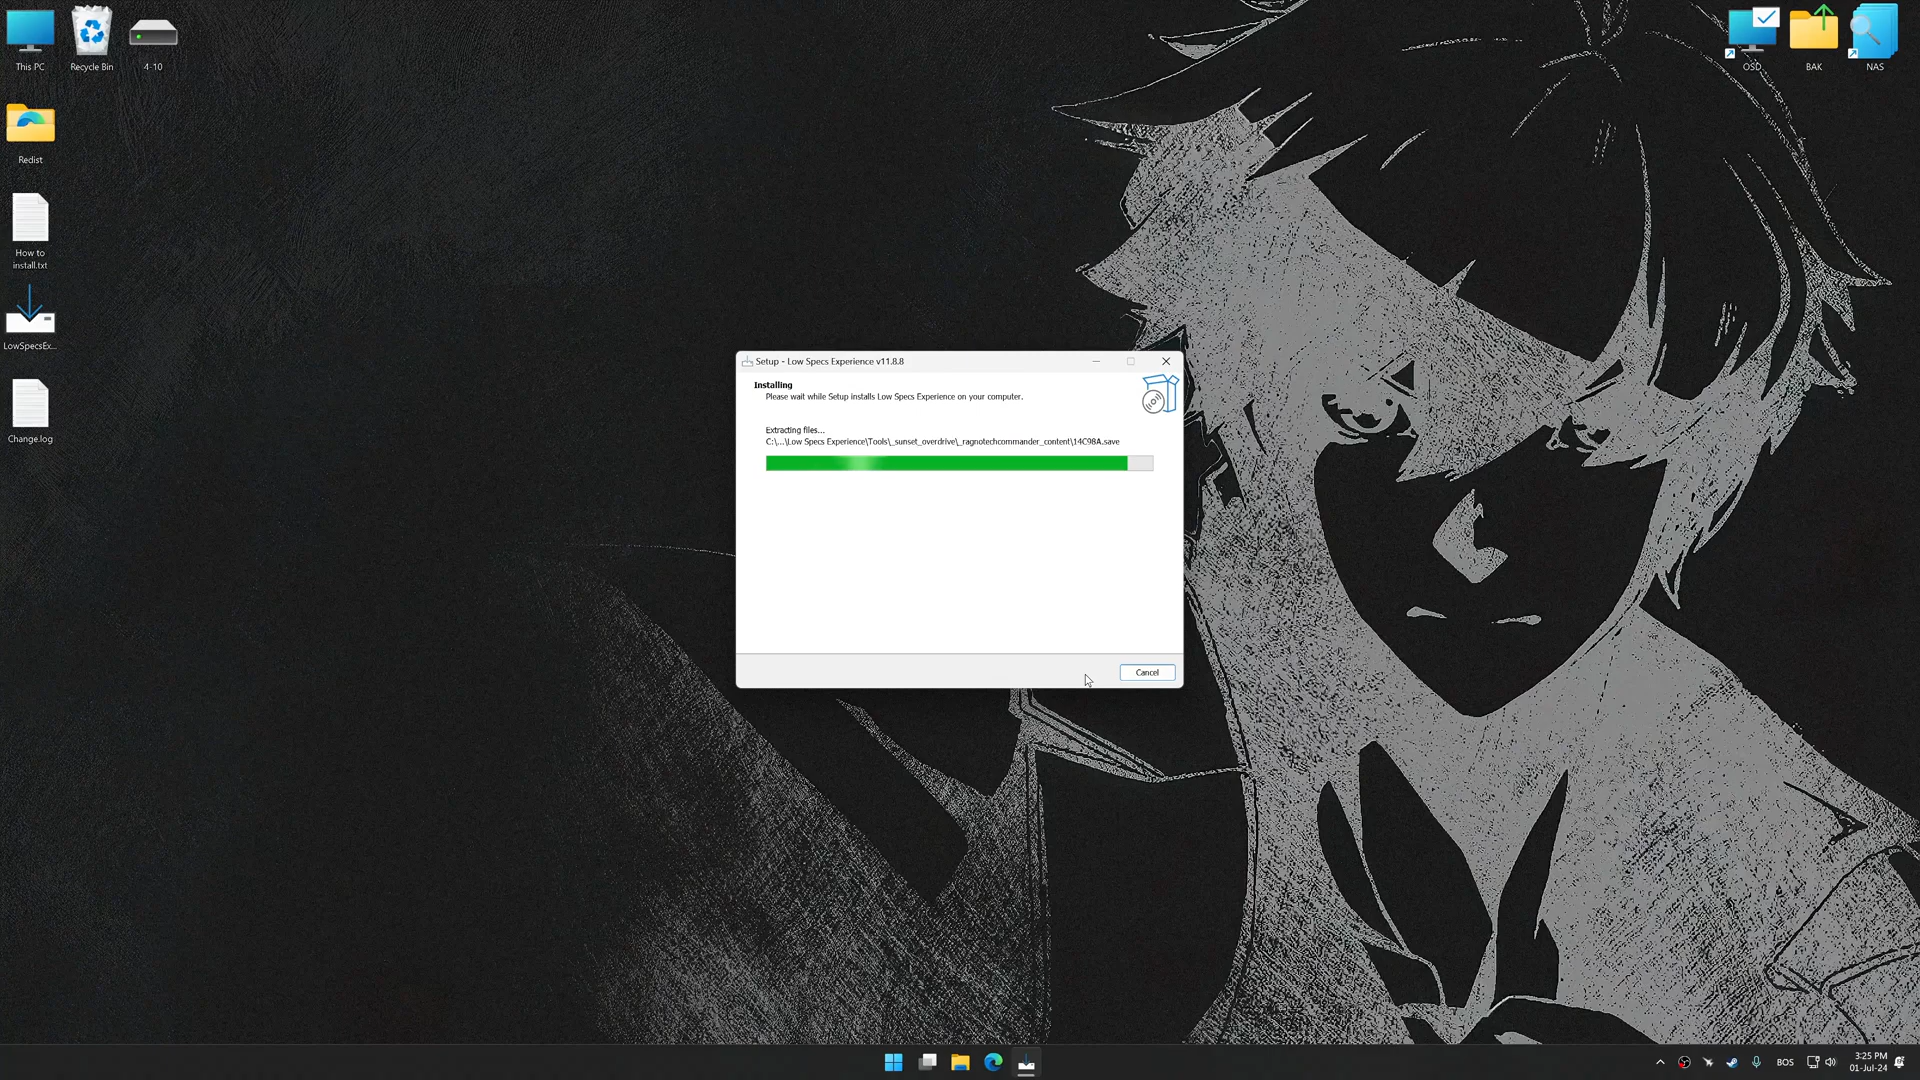 This PC
Recycle Bin
4-10
OSD
BAK
NAS
Redist
How to
install.txt
LowSpecsEx...
Change.log
Setup - Low Specs Experience v11.8.8
Installing
Please wait while Setup installs Low Specs Experience on your computer.
Extracting files...
C:\...\Low Specs Experience\Tools\_sunset_overdrive\_ragnotechcommander_content\14C98A.save
Cancel
BOS
3:25 PM
01-Jul-24